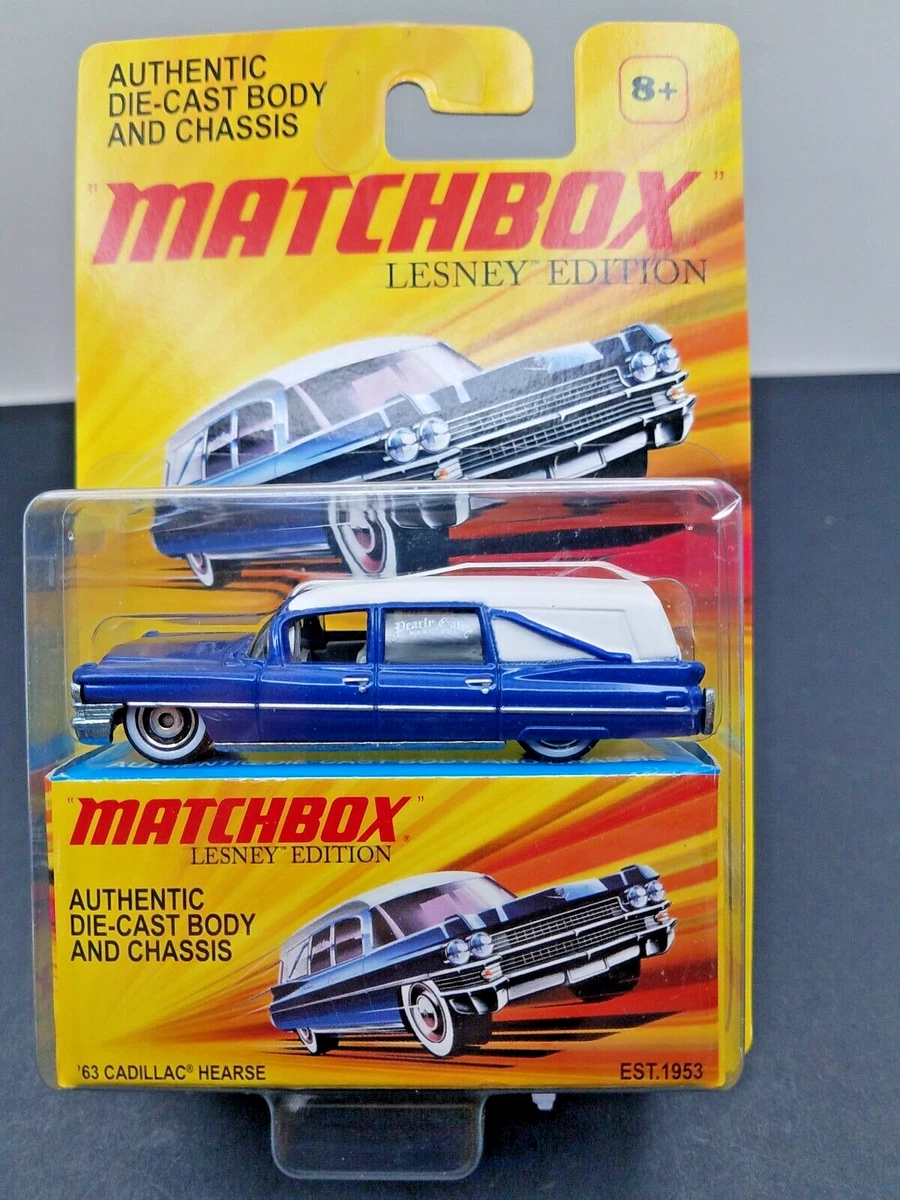 AUTHENTIC
DIE-CAST BODY
AND CHASSIS
8+
"MATCHBOX"
LESNEY™ EDITION
Pearly Gates
"MATCHBOX"®
LESNEY™ EDITION
AUTHENTIC
DIE-CAST BODY
AND CHASSIS
'63 CADILLAC® HEARSE
EST.1953